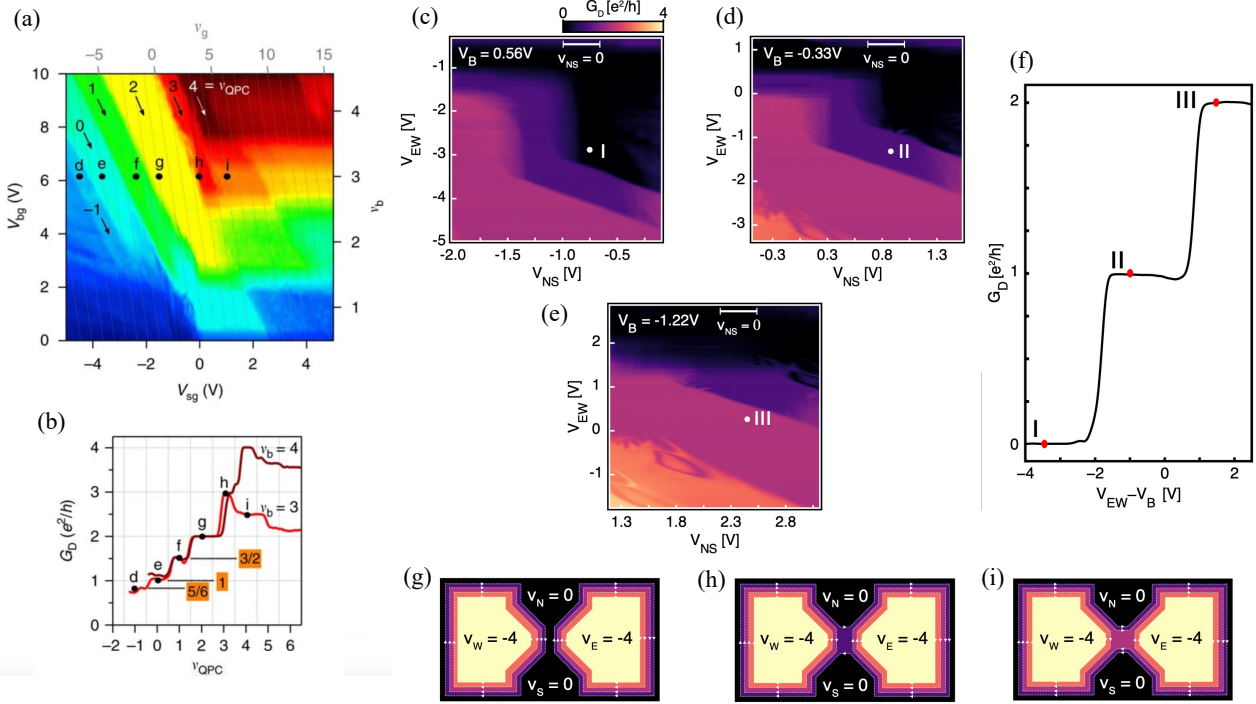 (a)
ν_g
−5 0 5 10 15
10
8
6
4
2
0
V_bg (V)
1 2 3 4 = ν_QPC
0
d e f g h i
−1
4
3
2
1
ν_b
−4 −2 0 2 4
V_sg (V)
(b)
4
3
2
1
0
G_D (e²/h)
ν_b = 4
h
ν_b = 3
i
g
f
e
d
3/2
1
5/6
−2 −1 0 1 2 3 4 5 6
ν_QPC
(c)
G_D [e²/h]
0 4
V_B = 0.56V
ν_NS = 0
-1
-2
-3
-4
-5
V_EW [V]
I
-2.0 -1.5 -1.0 -0.5
V_NS [V]
(d)
V_B = -0.33V
ν_NS = 0
1
0
-1
-2
-3
V_EW [V]
II
-0.3 0.3 0.9 1.5
V_NS [V]
(e)
V_B = -1.22V
ν_NS = 0
2
1
0
-1
V_EW [V]
III
1.3 1.8 2.3 2.8
V_NS [V]
(f)
2
1
0
G_D [e²/h]
III
II
I
-4 -2 0 2
V_EW–V_B [V]
(g)
ν_N = 0
ν_W = -4 ν_E = -4
ν_S = 0
(h)
ν_N = 0
ν_W = -4 ν_E = -4
ν_S = 0
(i)
ν_N = 0
ν_W = -4 ν_E = -4
ν_S = 0